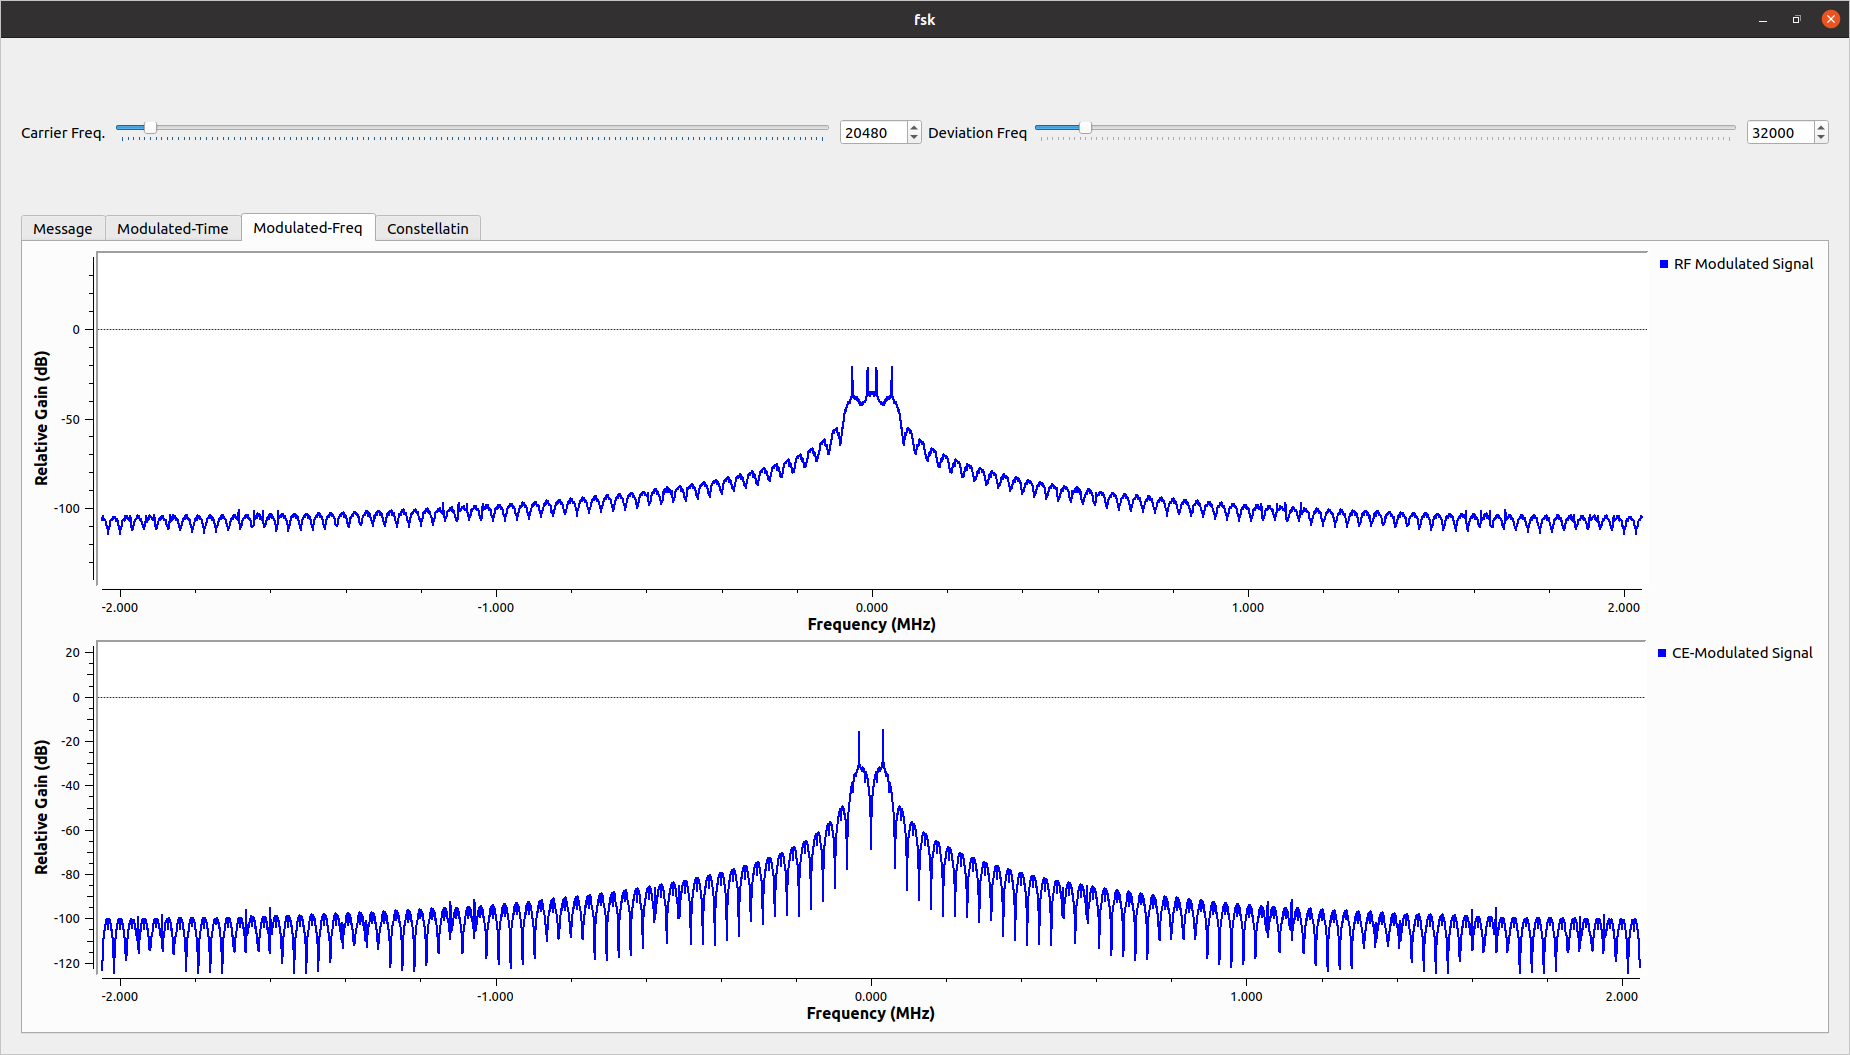 fsk
Carrier Freq. 20480 Deviation Freq 32000
Message Modulated-Time Modulated-Freq Constellatin
RF Modulated Signal
Relative Gain (dB)
0
-50
-100
-2.000 -1.000 0.000 1.000 2.000
Frequency (MHz)
CE-Modulated Signal
Relative Gain (dB)
20
0
-20
-40
-60
-80
-100
-120
-2.000 -1.000 0.000 1.000 2.000
Frequency (MHz)